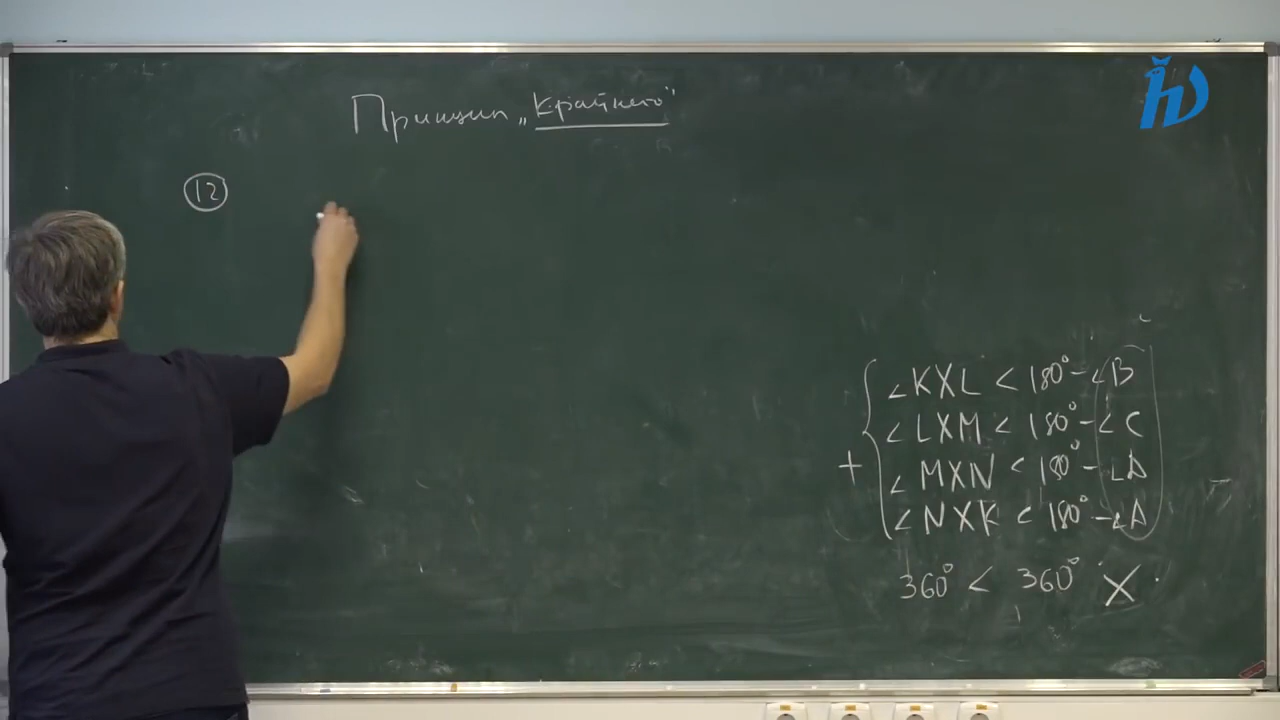 Принцип „Крайнего"
12
∠KXL < 180° - ∠B
∠LXM < 180° - ∠C
+ ∠MXN < 180° - ∠D
∠NXK < 180° - ∠A
360° < 360° X